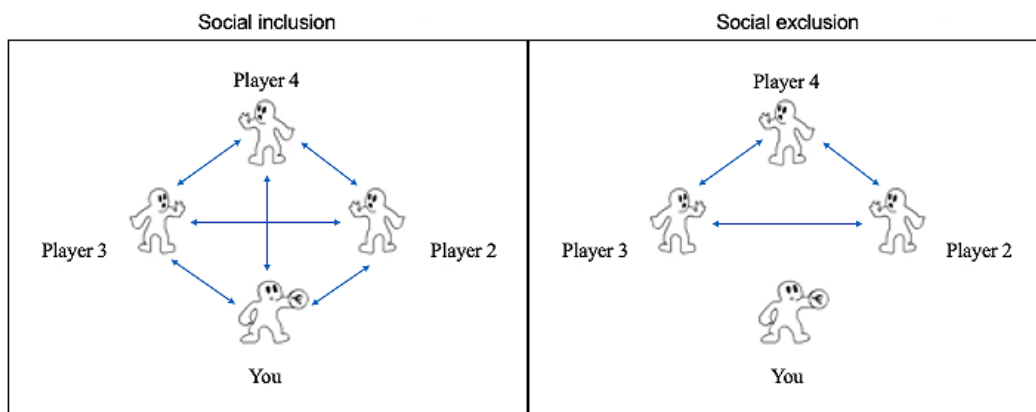 Social inclusion
Social exclusion
Player 4
Player 3
Player 2
You
Player 4
Player 3
Player 2
You